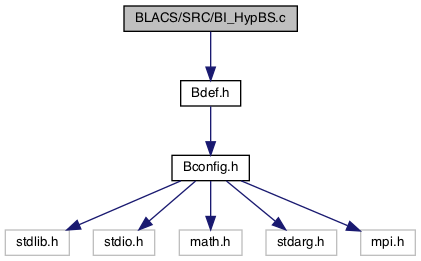 BLACS/SRC/BI_HypBS.c
Bdef.h
Bconfig.h
stdlib.h stdio.h math.h stdarg.h mpi.h